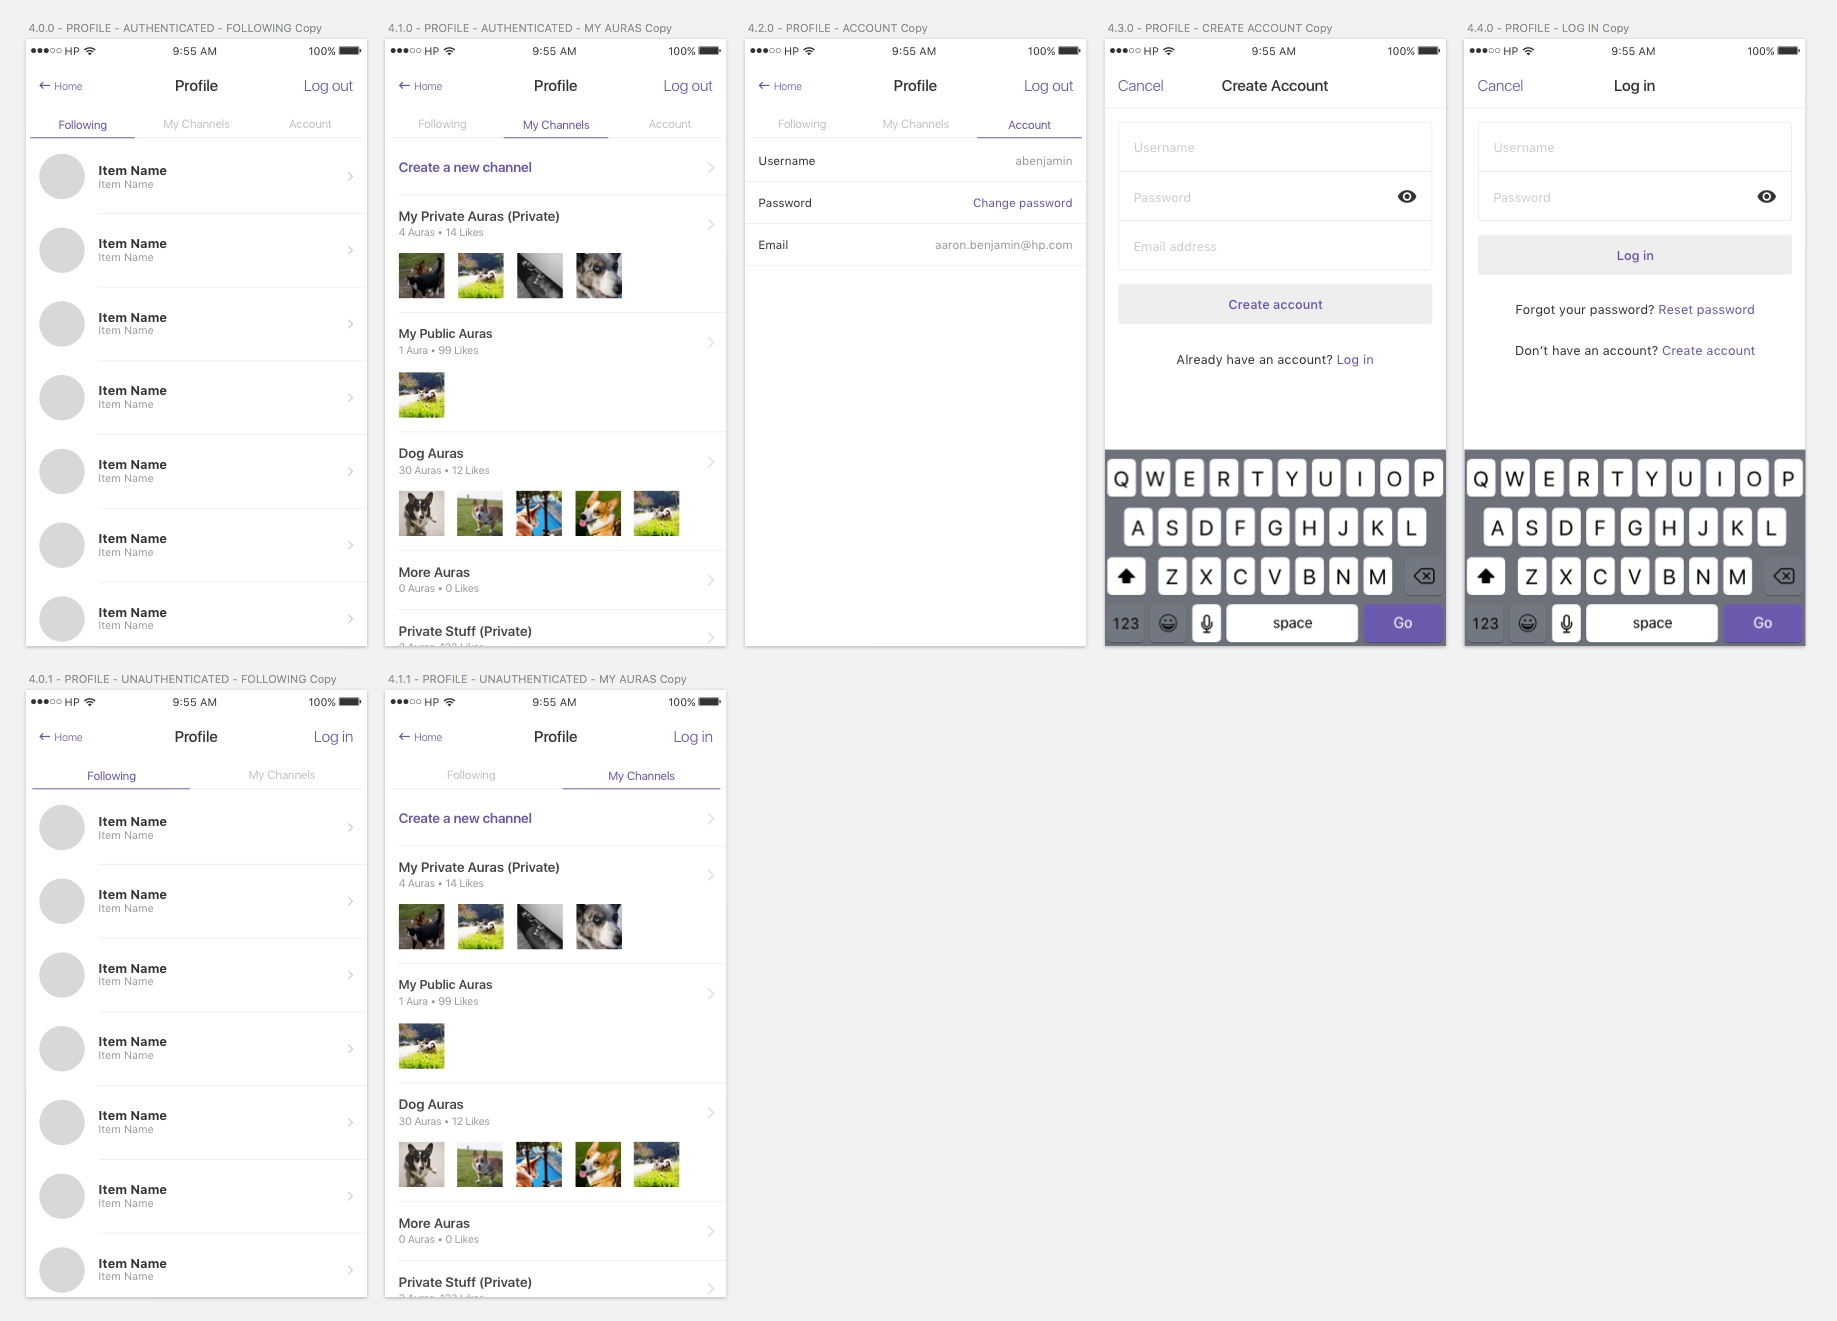 4.0.0 - PROFILE - AUTHENTICATED - FOLLOWING Copy
HP 9:55 AM 100%
← Home Profile Log out
Following My Channels Account
Item Name
Item Name
Item Name
Item Name
Item Name
Item Name
Item Name
Item Name
Item Name
Item Name
Item Name
Item Name
Item Name
Item Name
4.1.0 - PROFILE - AUTHENTICATED - MY AURAS Copy
HP 9:55 AM 100%
← Home Profile Log out
Following My Channels Account
Create a new channel
My Private Auras (Private)
4 Auras • 14 Likes
My Public Auras
1 Aura • 99 Likes
Dog Auras
30 Auras • 12 Likes
More Auras
0 Auras • 0 Likes
Private Stuff (Private)
4.2.0 - PROFILE - ACCOUNT Copy
HP 9:55 AM 100%
← Home Profile Log out
Following My Channels Account
Username abenjamin
Password Change password
Email aaron.benjamin@hp.com
4.3.0 - PROFILE - CREATE ACCOUNT Copy
HP 9:55 AM 100%
Cancel Create Account
Username
Password
Email address
Create account
Already have an account? Log in
Q W E R T Y U I O P
A S D F G H J K L
Z X C V B N M
123 space Go
4.4.0 - PROFILE - LOG IN Copy
HP 9:55 AM 100%
Cancel Log in
Username
Password
Log in
Forgot your password? Reset password
Don't have an account? Create account
Q W E R T Y U I O P
A S D F G H J K L
Z X C V B N M
123 space Go
4.0.1 - PROFILE - UNAUTHENTICATED - FOLLOWING Copy
HP 9:55 AM 100%
← Home Profile Log in
Following My Channels
Item Name
Item Name
Item Name
Item Name
Item Name
Item Name
Item Name
Item Name
Item Name
Item Name
Item Name
Item Name
Item Name
Item Name
4.1.1 - PROFILE - UNAUTHENTICATED - MY AURAS Copy
HP 9:55 AM 100%
← Home Profile Log in
Following My Channels
Create a new channel
My Private Auras (Private)
4 Auras • 14 Likes
My Public Auras
1 Aura • 99 Likes
Dog Auras
30 Auras • 12 Likes
More Auras
0 Auras • 0 Likes
Private Stuff (Private)